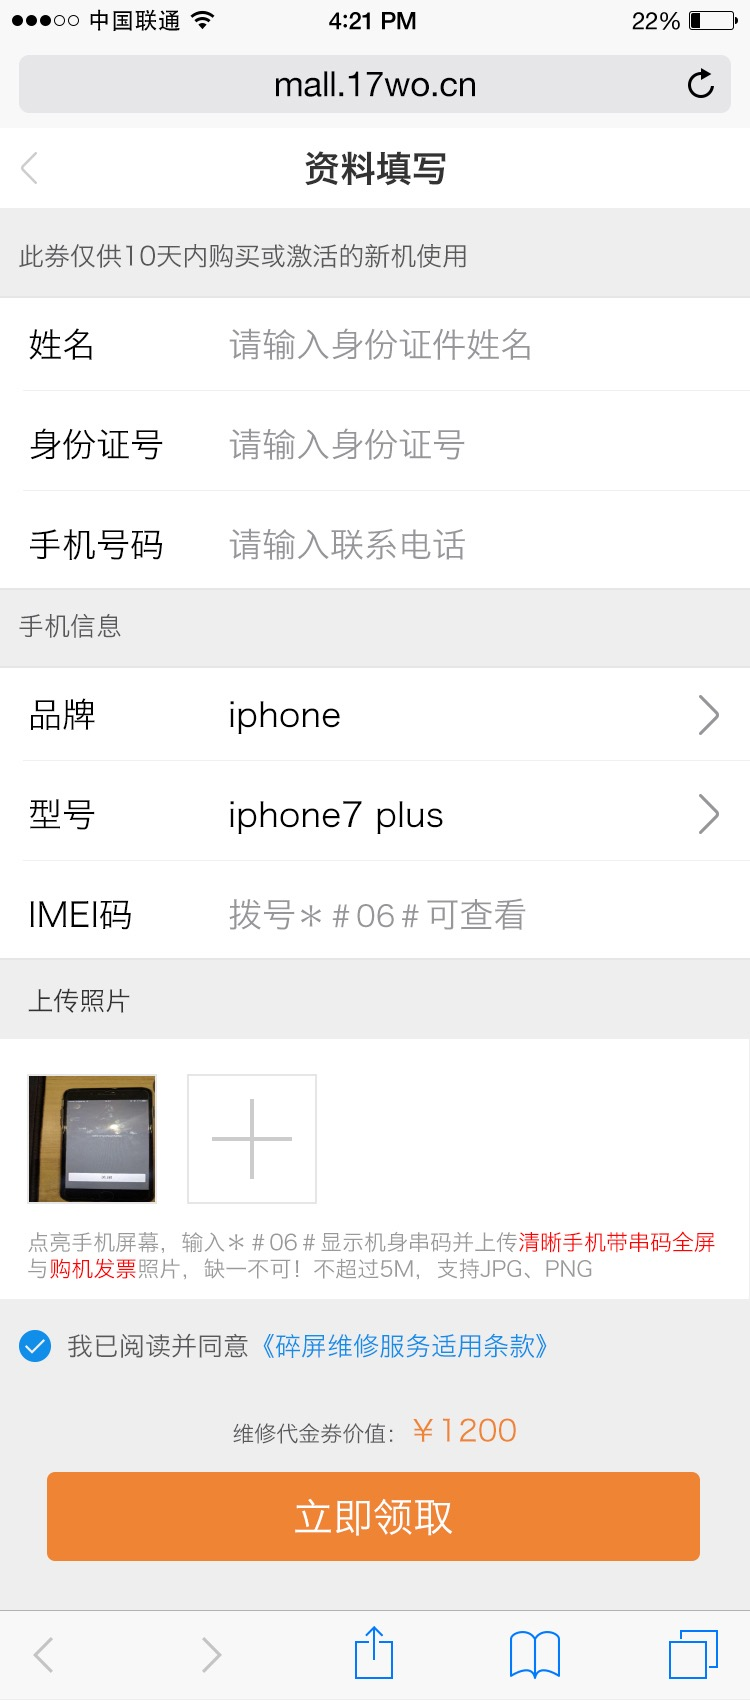 中国联通 4:21 PM 22%
mall.17wo.cn
资料填写
此券仅供10天内购买或激活的新机使用
姓名 请输入身份证件姓名
身份证号 请输入身份证号
手机号码 请输入联系电话
手机信息
品牌 iphone
型号 iphone7 plus
IMEI码 拨号＊＃06＃可查看
上传照片
点亮手机屏幕，输入＊＃06＃显示机身串码并上传清晰手机带串码全屏
与购机发票照片，缺一不可！不超过5M，支持JPG、PNG
我已阅读并同意《碎屏维修服务适用条款》
维修代金券价值：￥1200
立即领取